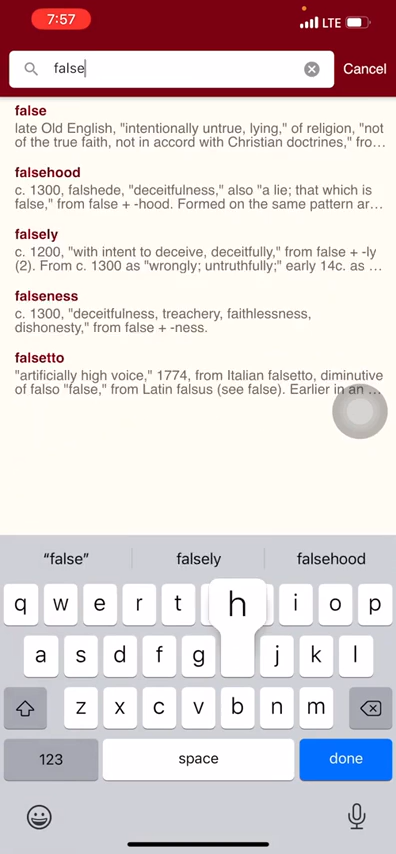 7:57
LTE
false
Cancel
false
late Old English, "intentionally untrue, lying," of religion, "not
of the true faith, not in accord with Christian doctrines," fro...
falsehood
c. 1300, falshede, "deceitfulness," also "a lie; that which is
false," from false + -hood. Formed on the same pattern ar...
falsely
c. 1200, "with intent to deceive, deceitfully," from false + -ly
(2). From c. 1300 as "wrongly; untruthfully;" early 14c. as ...
falseness
c. 1300, "deceitfulness, treachery, faithlessness,
dishonesty," from false + -ness.
falsetto
"artificially high voice," 1774, from Italian falsetto, diminutive
of falso "false," from Latin falsus (see false). Earlier in an ...
“false” falsely falsehood
q w e r t h i o p
a s d f g j k l
z x c v b n m
123 space done